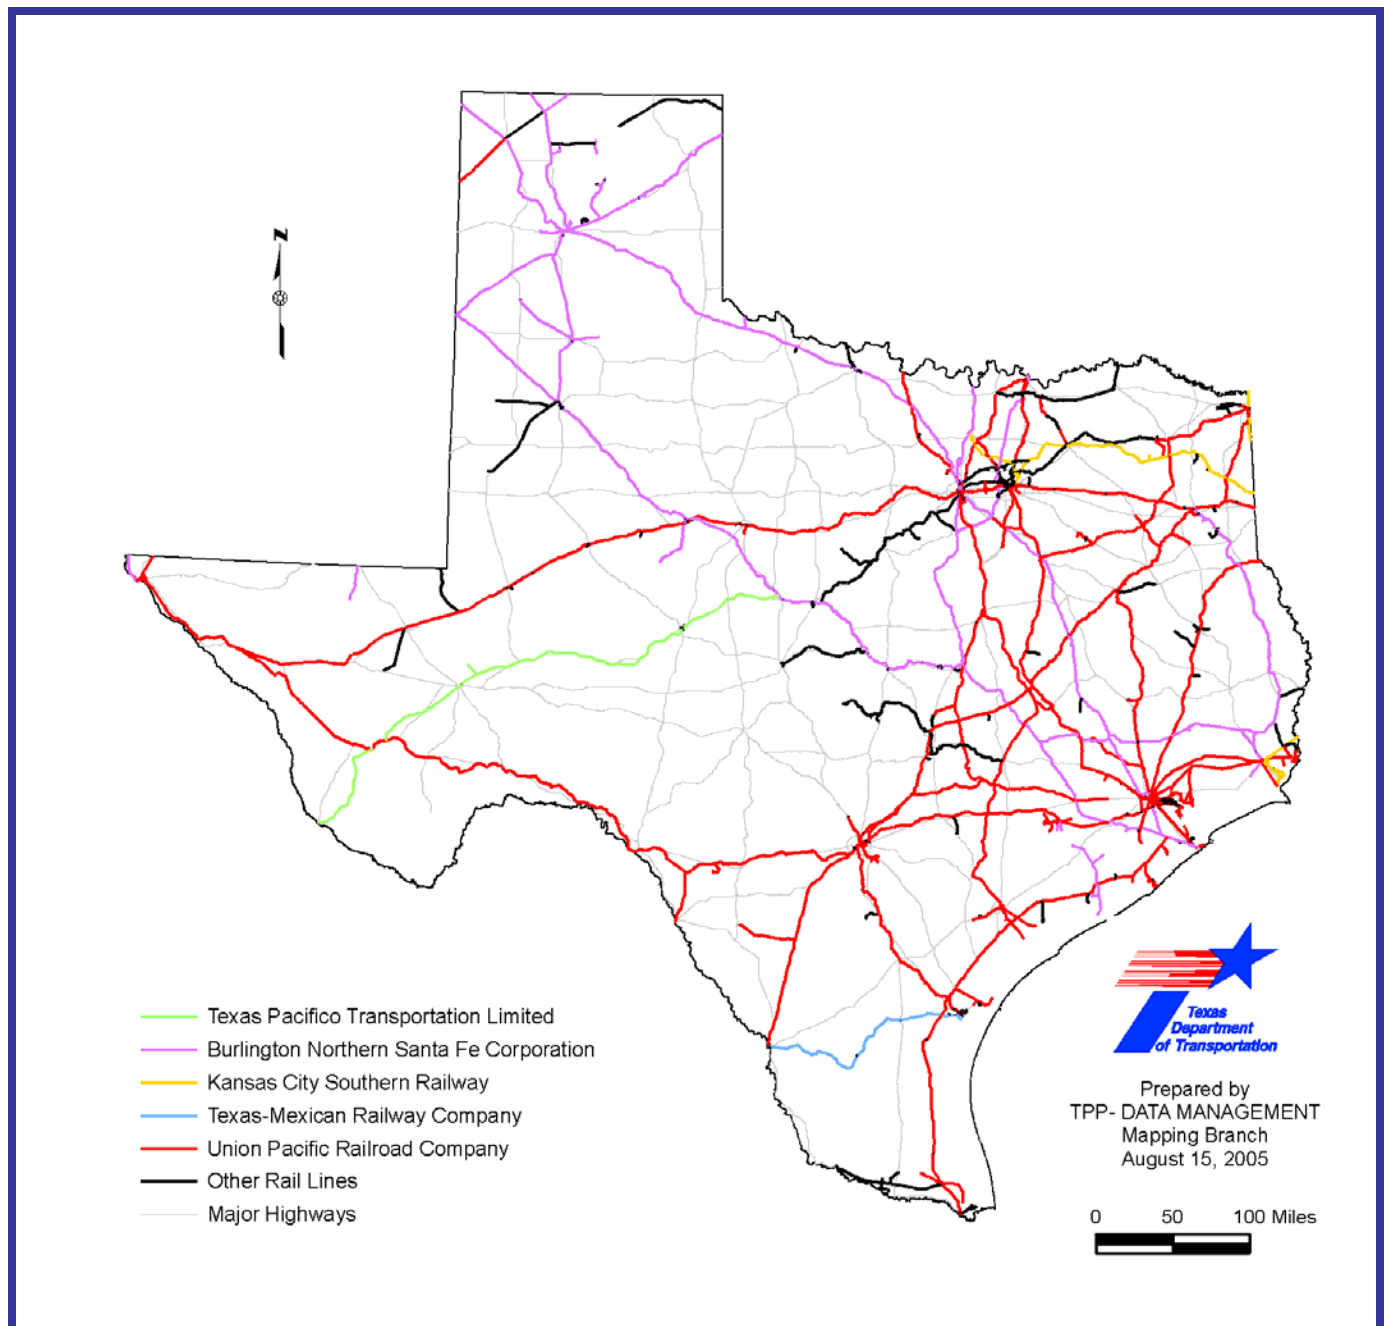 N
Texas Pacifico Transportation Limited
Burlington Northern Santa Fe Corporation
Kansas City Southern Railway
Texas-Mexican Railway Company
Union Pacific Railroad Company
Other Rail Lines
Major Highways
Texas
Department
of Transportation
Prepared by
TPP- DATA MANAGEMENT
Mapping Branch
August 15, 2005
0 50 100 Miles